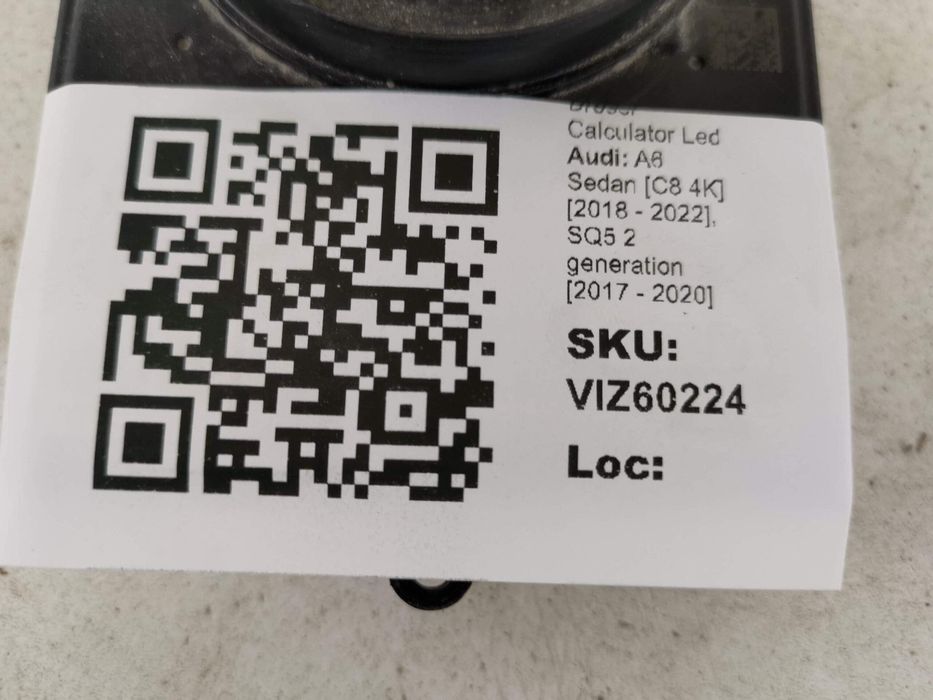 Calculator Led
Audi: A6
Sedan [C8 4K]
[2018 - 2022],
SQ5 2
generation
[2017 - 2020]
SKU:
VIZ60224
Loc: